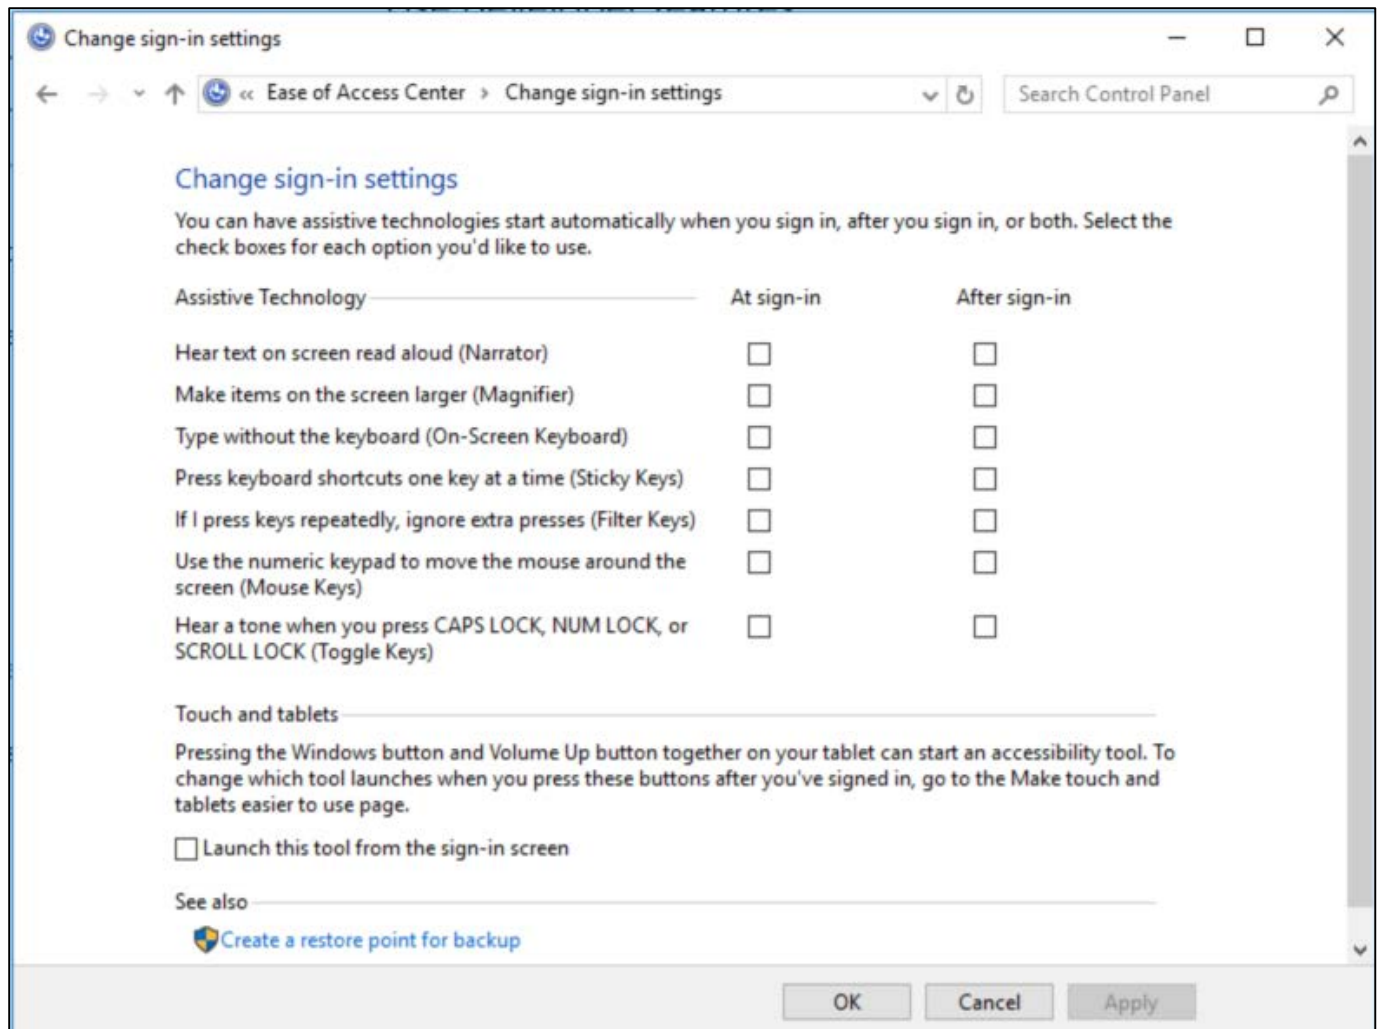 Change sign-in settings
« Ease of Access Center › Change sign-in settings
Search Control Panel
Change sign-in settings
You can have assistive technologies start automatically when you sign in, after you sign in, or both. Select the
check boxes for each option you'd like to use.
Assistive Technology At sign-in After sign-in
Hear text on screen read aloud (Narrator)
Make items on the screen larger (Magnifier)
Type without the keyboard (On-Screen Keyboard)
Press keyboard shortcuts one key at a time (Sticky Keys)
If I press keys repeatedly, ignore extra presses (Filter Keys)
Use the numeric keypad to move the mouse around the
screen (Mouse Keys)
Hear a tone when you press CAPS LOCK, NUM LOCK, or
SCROLL LOCK (Toggle Keys)
Touch and tablets
Pressing the Windows button and Volume Up button together on your tablet can start an accessibility tool. To
change which tool launches when you press these buttons after you've signed in, go to the Make touch and
tablets easier to use page.
Launch this tool from the sign-in screen
See also
Create a restore point for backup
OK Cancel Apply